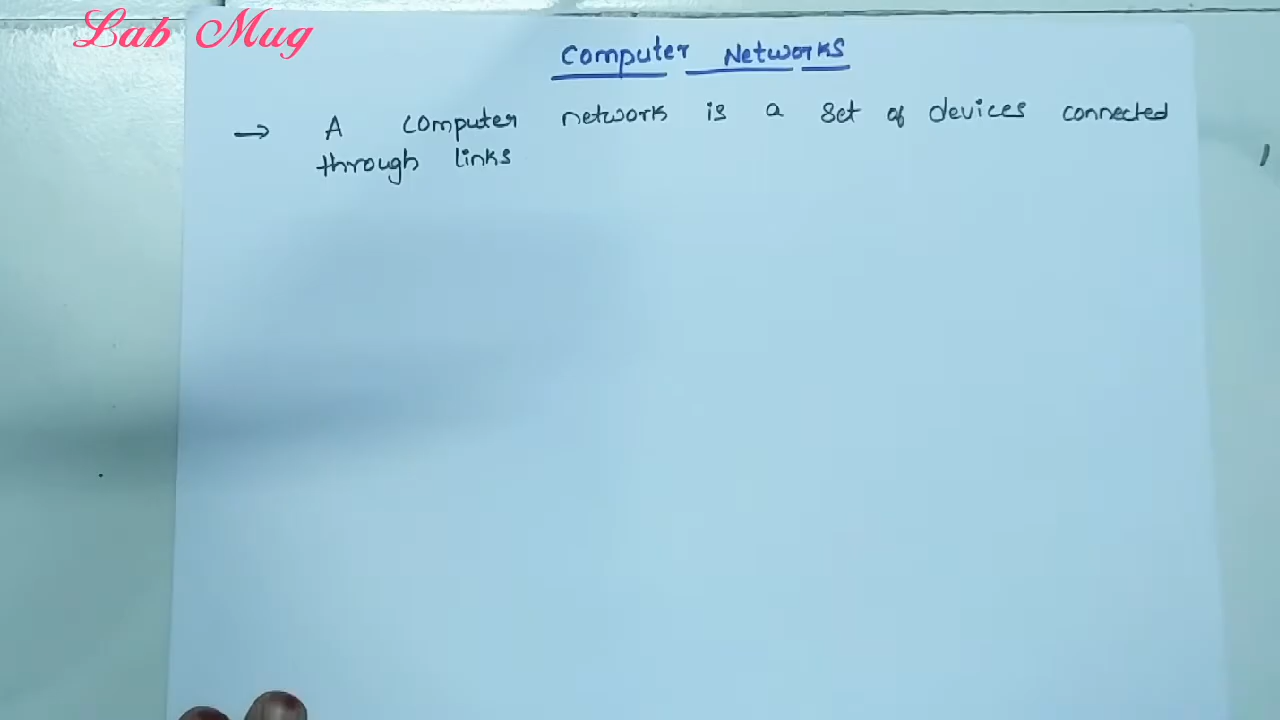 Lab Mug
Computer Networks
→ A computer network is a set of devices connected
through links